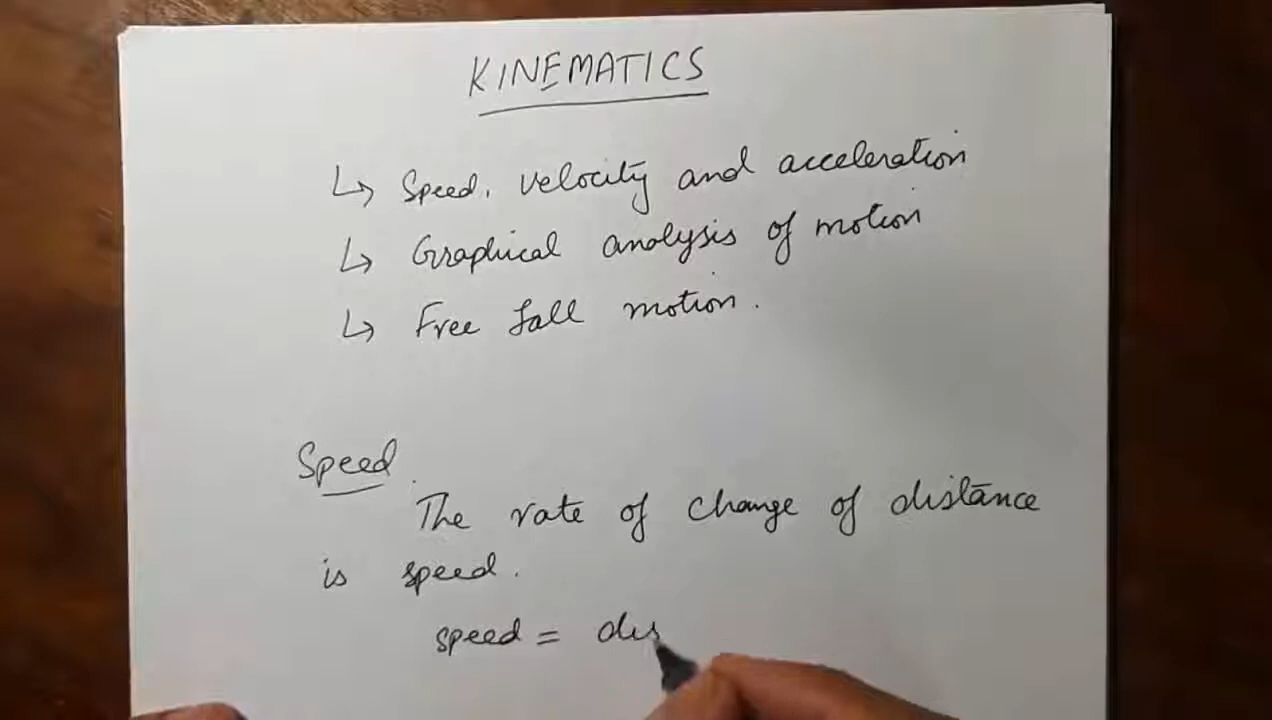 KINEMATICS
↳ Speed, velocity and acceleration
↳ Graphical analysis of motion
↳ Free fall motion.
Speed
The rate of change of distance
is speed.
speed = dis